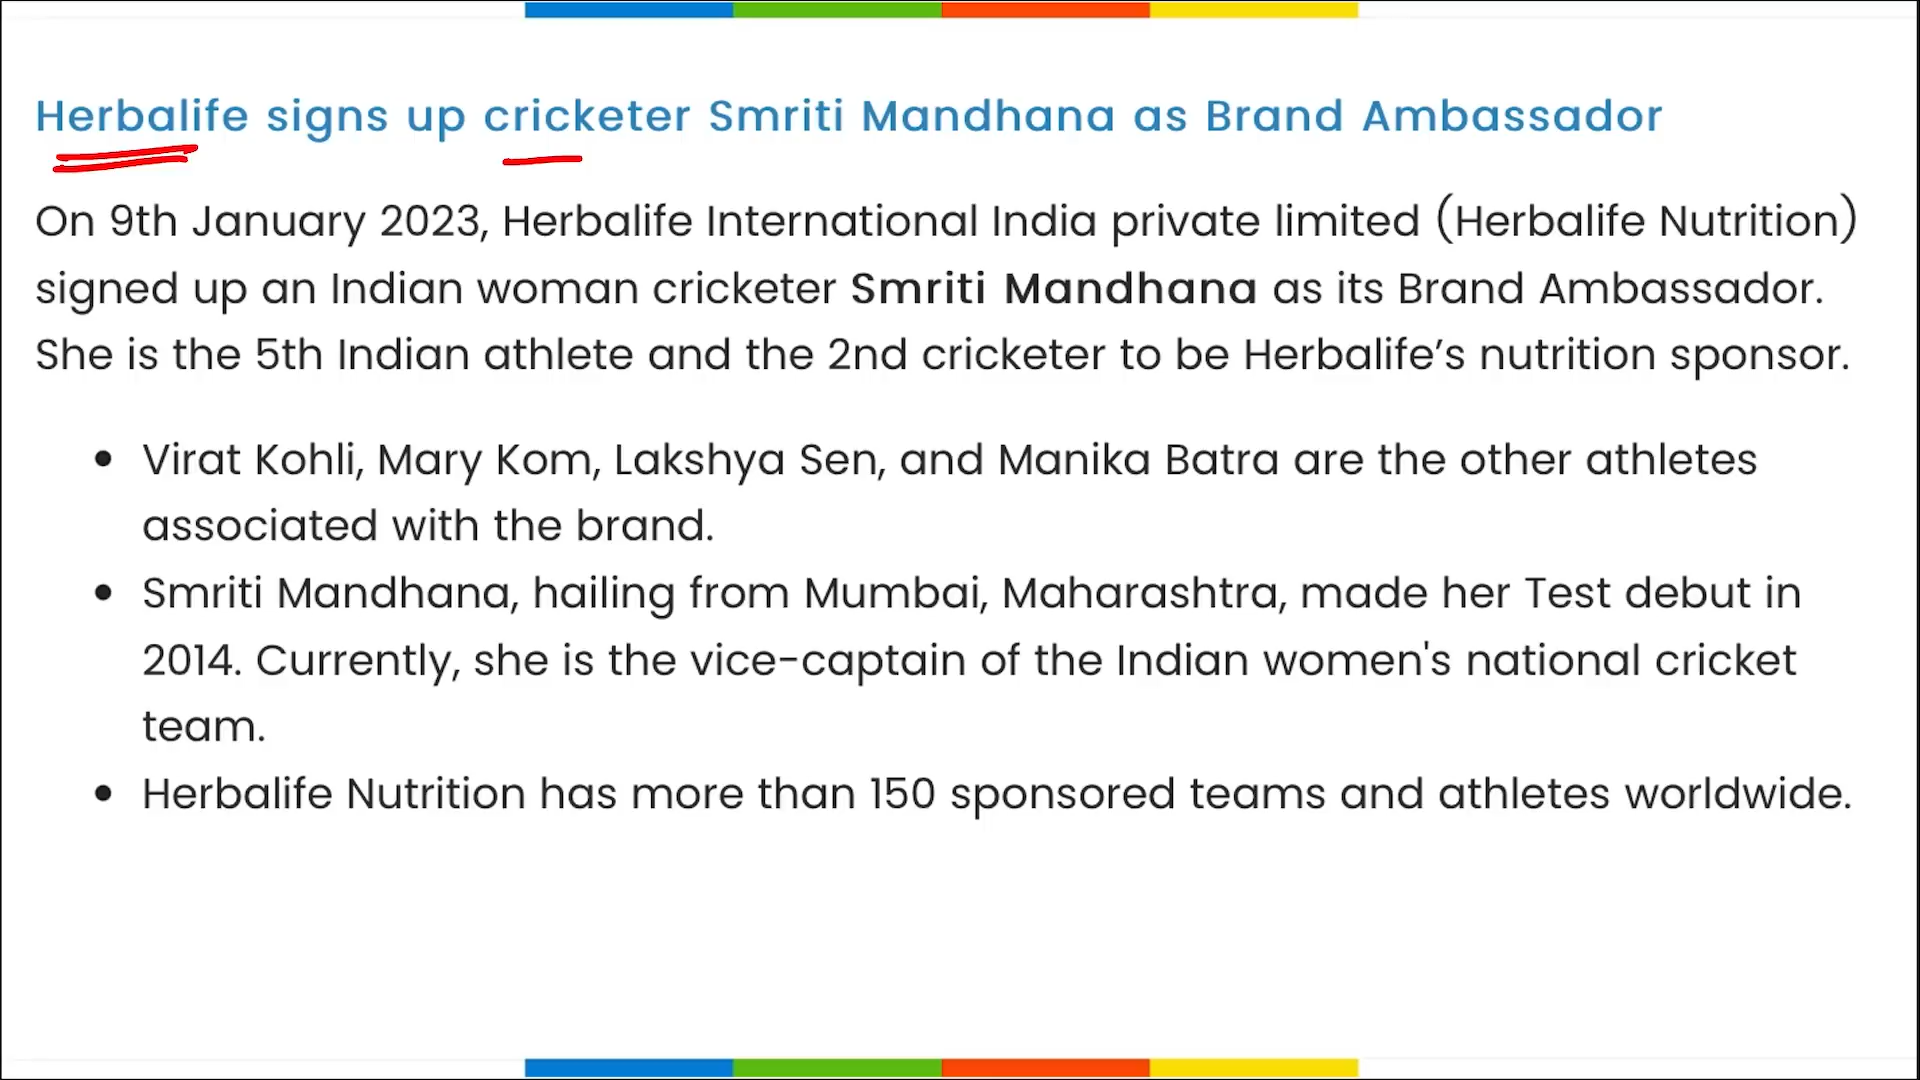 Herbalife signs up cricketer Smriti Mandhana as Brand Ambassador
On 9th January 2023, Herbalife International India private limited (Herbalife Nutrition)
signed up an Indian woman cricketer Smriti Mandhana as its Brand Ambassador.
She is the 5th Indian athlete and the 2nd cricketer to be Herbalife’s nutrition sponsor.
• Virat Kohli, Mary Kom, Lakshya Sen, and Manika Batra are the other athletes
associated with the brand.
• Smriti Mandhana, hailing from Mumbai, Maharashtra, made her Test debut in
2014. Currently, she is the vice-captain of the Indian women's national cricket
team.
• Herbalife Nutrition has more than 150 sponsored teams and athletes worldwide.